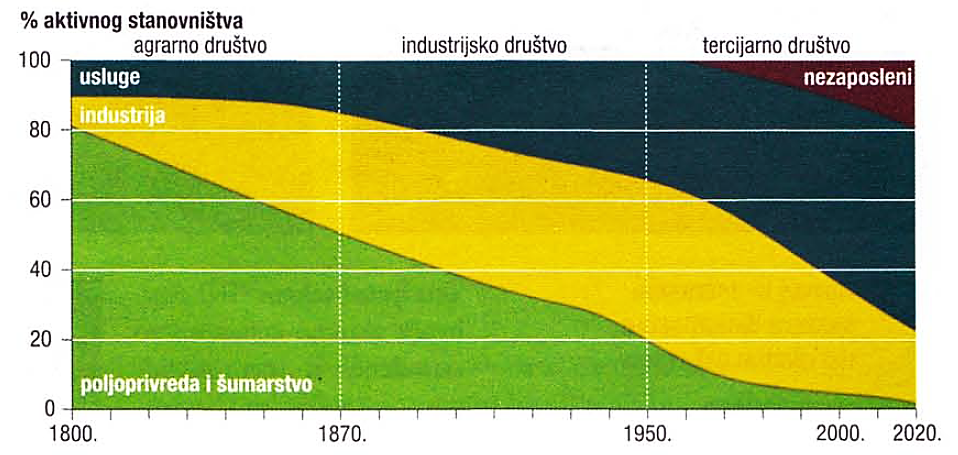 % aktivnog stanovništva
agrarno društvo
industrijsko društvo
tercijarno društvo
100
usluge
nezaposleni
industrija
80
60
40
20
poljoprivreda i šumarstvo
0
1800.
1870.
1950.
2000.
2020.